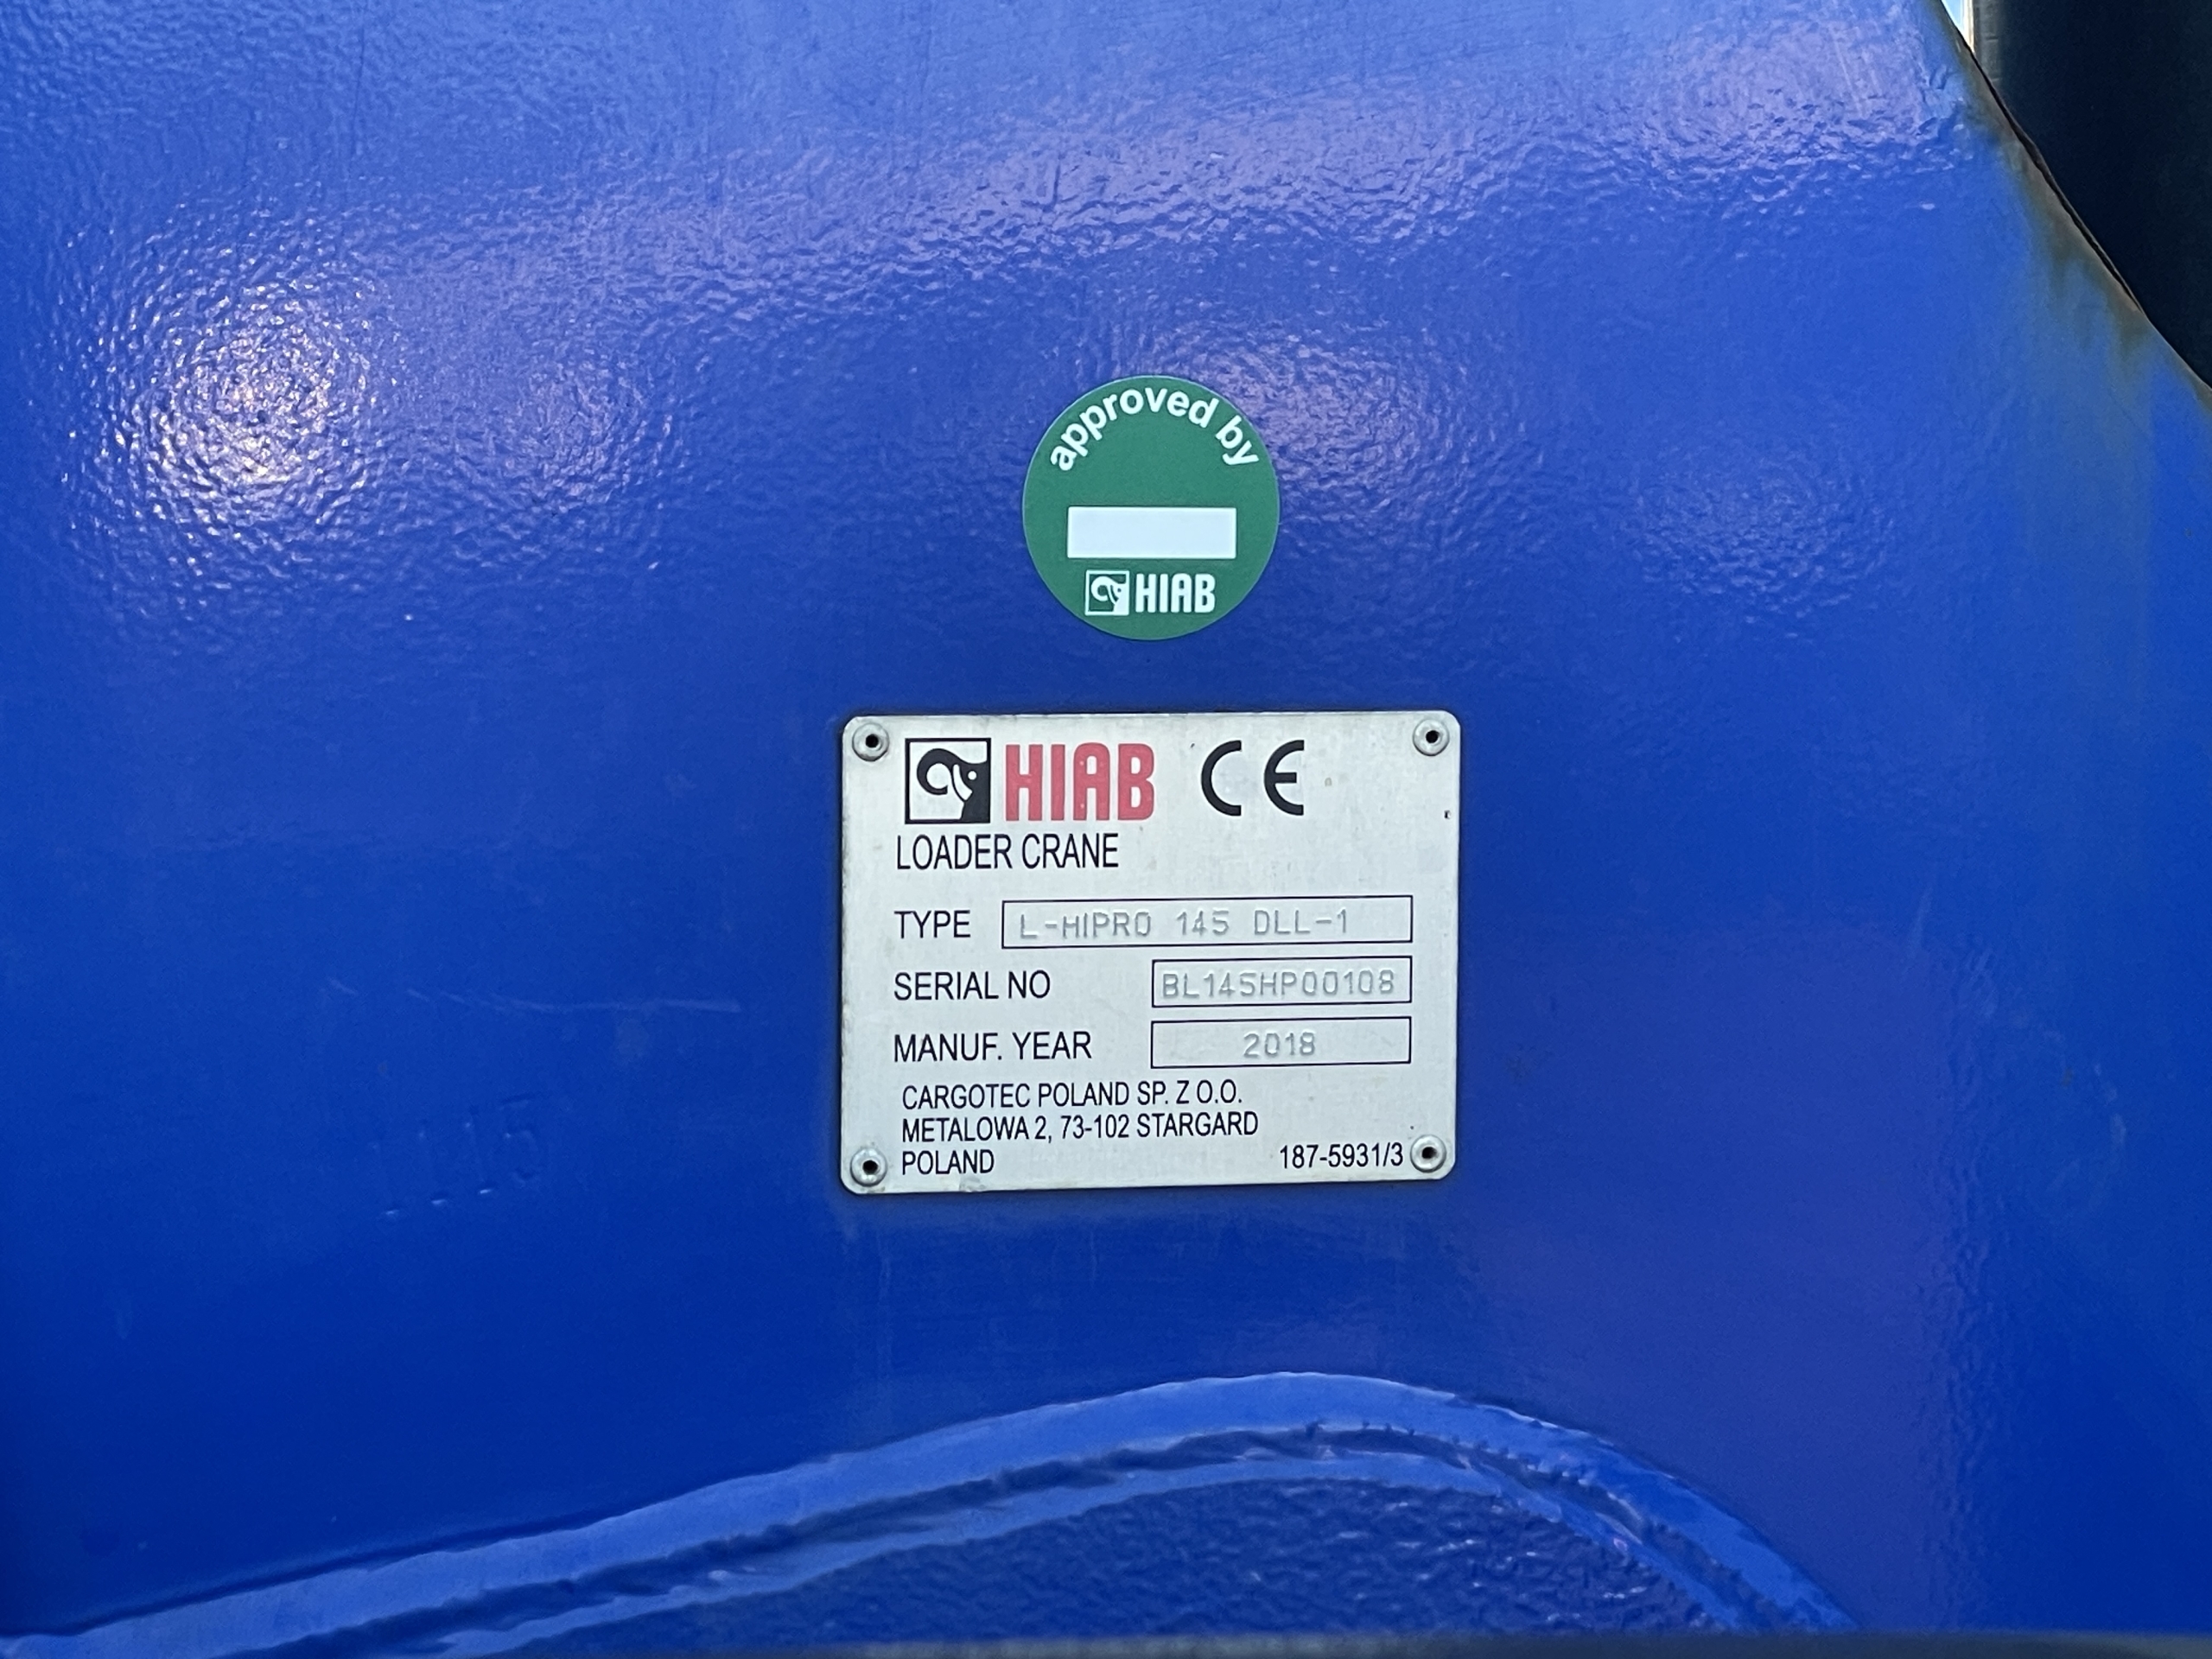 approved by
HIAB
HIAB CE
LOADER CRANE
TYPE L-HIPRO 145 DLL-1
SERIAL NO BL145HP00108
MANUF. YEAR 2018
CARGOTEC POLAND SP. Z O.O.
METALOWA 2, 73-102 STARGARD
POLAND 187-5931/3